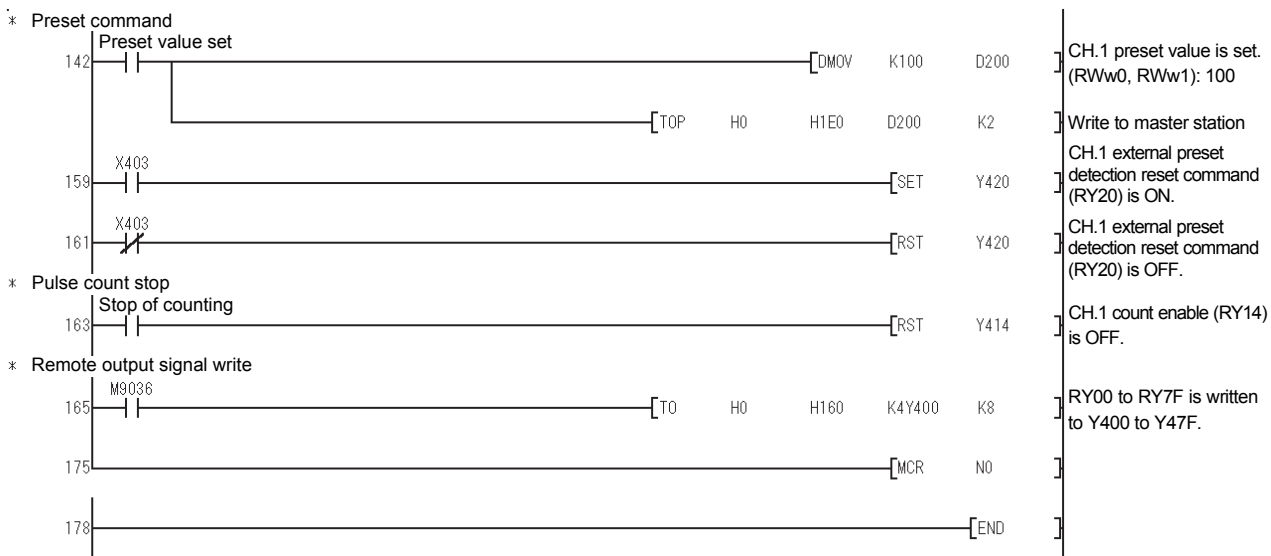 * Preset command
Preset value set
142 DMOV K100 D200 CH.1 preset value is set.
(RWw0, RWw1): 100
TOP H0 H1E0 D200 K2 Write to master station
X403
159 SET Y420 CH.1 external preset
detection reset command
(RY20) is ON.
X403
161 RST Y420 CH.1 external preset
detection reset command
(RY20) is OFF.
* Pulse count stop
Stop of counting
163 RST Y414 CH.1 count enable (RY14)
is OFF.
* Remote output signal write
M9036
165 TO H0 H160 K4Y400 K8 RY00 to RY7F is written
to Y400 to Y47F.
175 MCR N0
178 END